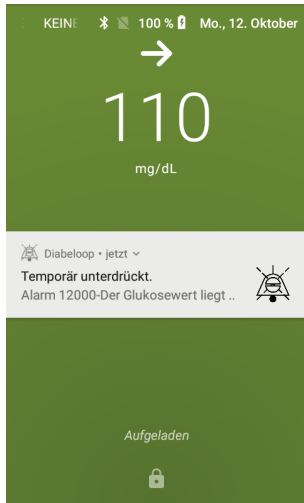 KEINE 100 % Mo., 12. Oktober
110
mg/dL
Diabeloop • jetzt
Temporär unterdrückt.
Alarm 12000-Der Glukosewert liegt ..
Aufgeladen